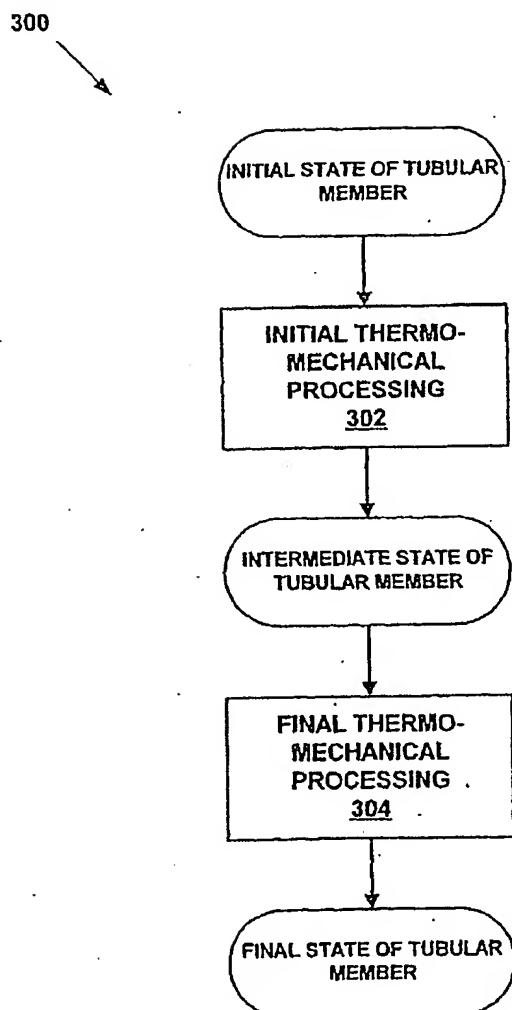 300
INITIAL STATE OF TUBULAR
MEMBER
INITIAL THERMO-
MECHANICAL
PROCESSING
302
INTERMEDIATE STATE OF
TUBULAR MEMBER
FINAL THERMO-
MECHANICAL
PROCESSING
304
FINAL STATE OF TUBULAR
MEMBER